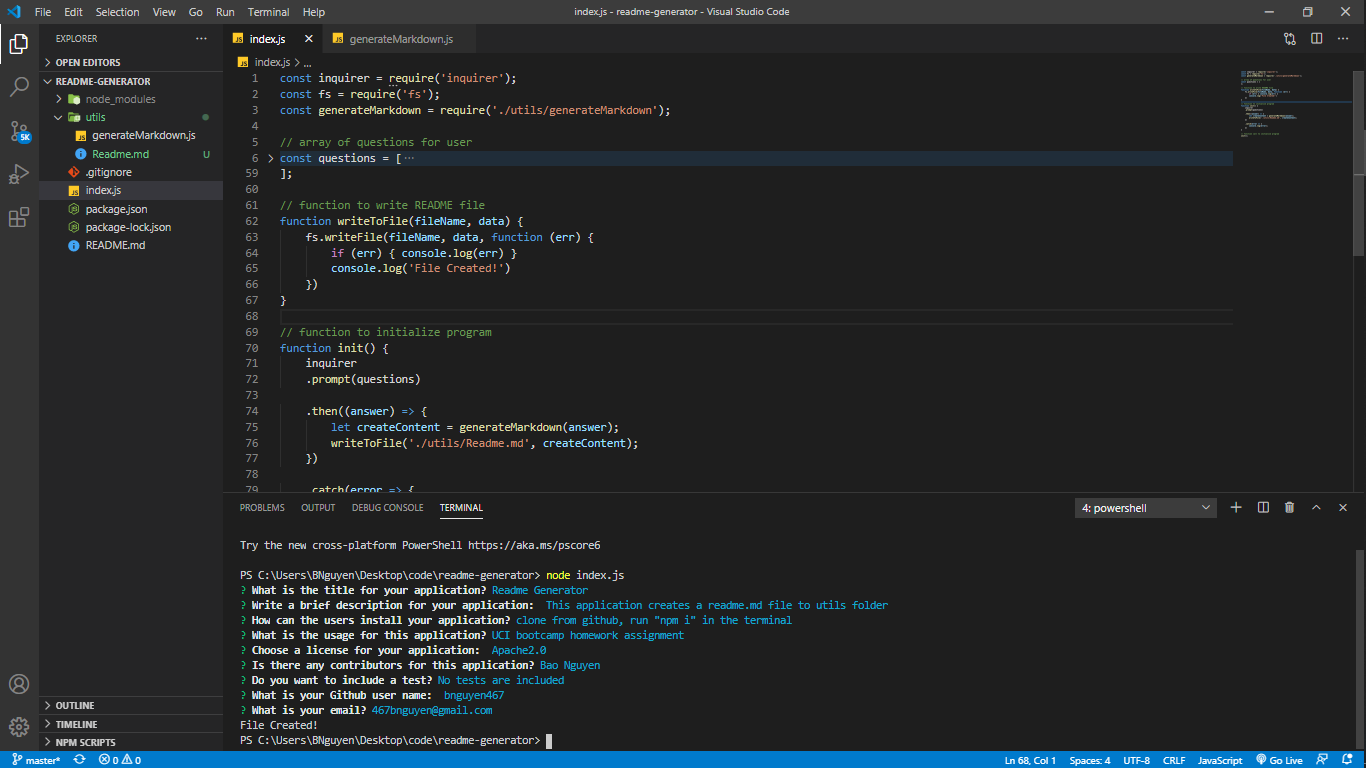 File Edit Selection View Go Run Terminal Help
index.js - readme-generator - Visual Studio Code
EXPLORER
OPEN EDITORS
README-GENERATOR
node_modules
utils
generateMarkdown.js
Readme.md U
.gitignore
index.js
package.json
package-lock.json
README.md
5K
OUTLINE
TIMELINE
NPM SCRIPTS
index.js
generateMarkdown.js
index.js > ...
1 const inquirer = require('inquirer');
2 const fs = require('fs');
3 const generateMarkdown = require('./utils/generateMarkdown');
4
5 // array of questions for user
6 const questions = [ ...
59 ];
60
61 // function to write README file
62 function writeToFile(fileName, data) {
63 fs.writeFile(fileName, data, function (err) {
64 if (err) { console.log(err) }
65 console.log('File Created!')
66 })
67 }
68
69 // function to initialize program
70 function init() {
71 inquirer
72 .prompt(questions)
73
74 .then((answer) => {
75 let createContent = generateMarkdown(answer);
76 writeToFile('./utils/Readme.md', createContent);
77 })
78
79 .catch(error => {
PROBLEMS OUTPUT DEBUG CONSOLE TERMINAL
4: powershell
Try the new cross-platform PowerShell https://aka.ms/pscore6
PS C:\Users\BNguyen\Desktop\code\readme-generator> node index.js
? What is the title for your application? Readme Generator
? Write a brief description for your application: This application creates a readme.md file to utils folder
? How can the users install your application? clone from github, run "npm i" in the terminal
? What is the usage for this application? UCI bootcamp homework assignment
? Choose a license for your application: Apache2.0
? Is there any contributors for this application? Bao Nguyen
? Do you want to include a test? No tests are included
? What is your Github user name: bnguyen467
? What is your email? 467bnguyen@gmail.com
File Created!
PS C:\Users\BNguyen\Desktop\code\readme-generator>
master* 0 0
Ln 68, Col 1 Spaces: 4 UTF-8 CRLF JavaScript Go Live